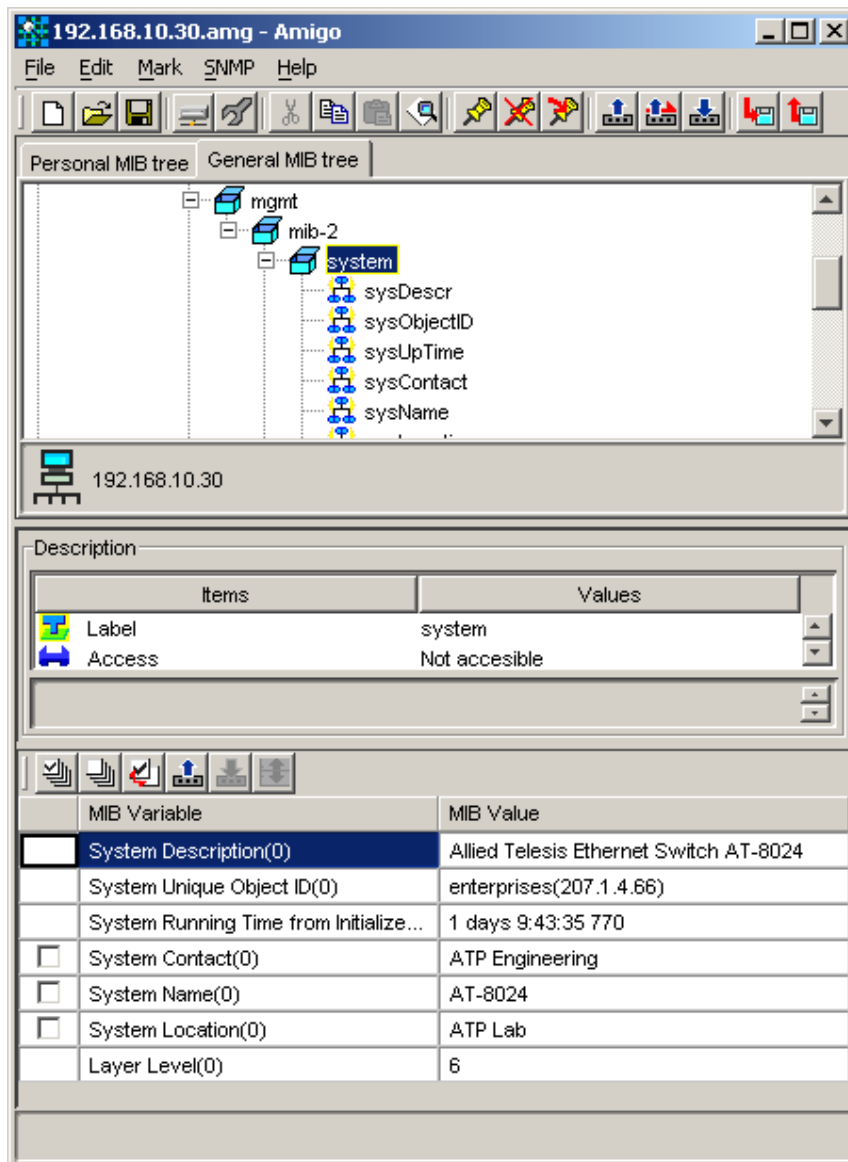 192.168.10.30.amg - Amigo
File Edit Mark SNMP Help
Personal MIB tree General MIB tree
mgmt
mib-2
system
sysDescr
sysObjectID
sysUpTime
sysContact
sysName
192.168.10.30
Description
Items Values
Label system
Access Not accesible
MIB Variable MIB Value
System Description(0) Allied Telesis Ethernet Switch AT-8024
System Unique Object ID(0) enterprises(207.1.4.66)
System Running Time from Initialize... 1 days 9:43:35 770
System Contact(0) ATP Engineering
System Name(0) AT-8024
System Location(0) ATP Lab
Layer Level(0) 6